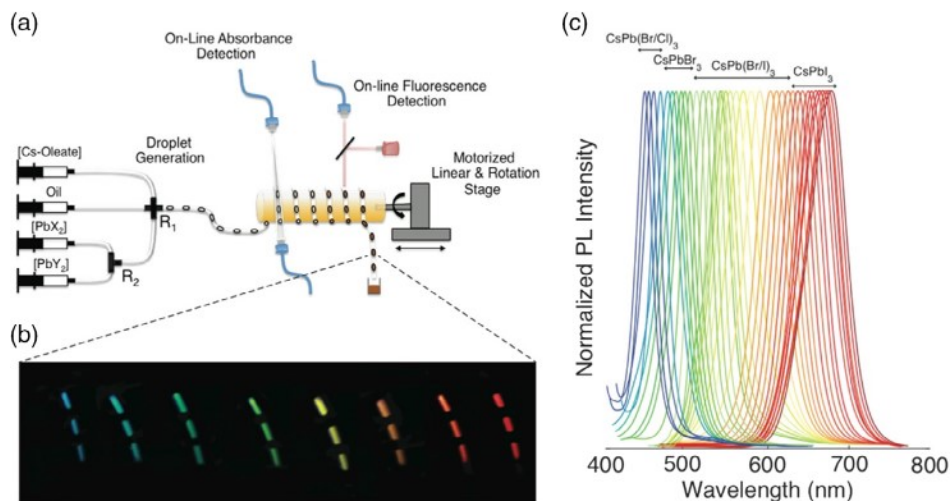 (a)
On-Line Absorbance
Detection
On-line Fluorescence
Detection
[Cs-Oleate]
Droplet
Generation
Oil
R1
Motorized
Linear & Rotation
Stage
[PbX2]
[PbY2]
R2
(b)
(c)
CsPb(Br/Cl)3
CsPbBr3
CsPb(Br/I)3
CsPbI3
Normalized PL Intensity
400 500 600 700 800
Wavelength (nm)